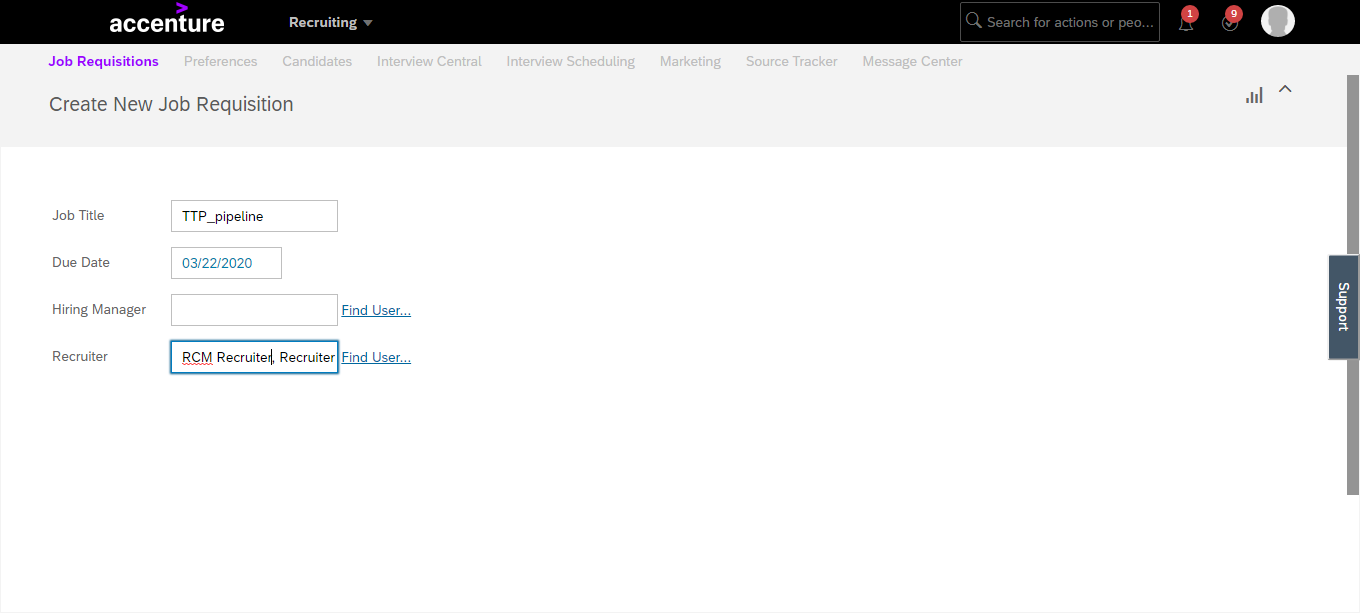 accenture
Recruiting
Search for actions or peo...
1
9
Job Requisitions Preferences Candidates Interview Central Interview Scheduling Marketing Source Tracker Message Center
Create New Job Requisition
Job Title TTP_pipeline
Due Date 03/22/2020
Hiring Manager Find User...
Recruiter RCM Recruiter, Recruiter Find User...
Support